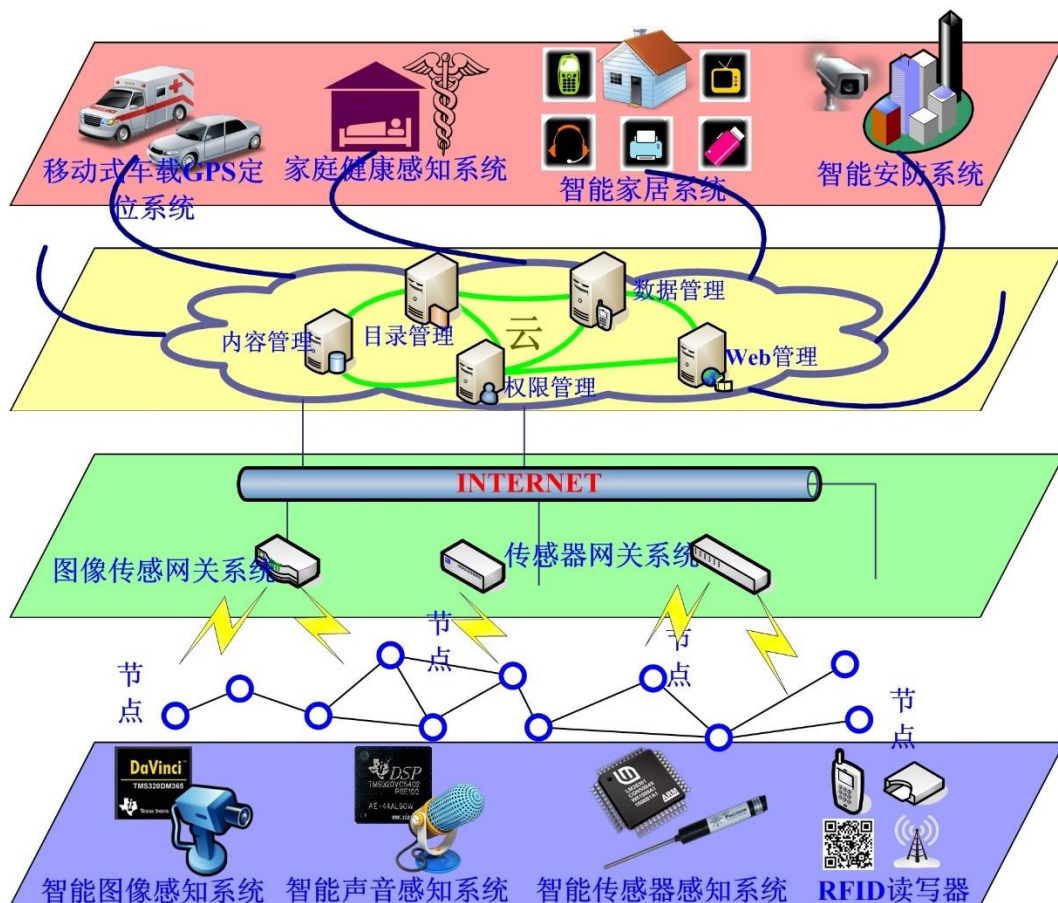 移动式车载GPS定
位系统
家庭健康感知系统
智能家居系统
智能安防系统
内容管理
目录管理
云
数据管理
权限管理
Web管理
INTERNET
图像传感网关系统
传感器网关系统
节
点
节
点
节
点
节
点
DaVinci
TMS320DM365
TEXAS INSTRUMENTS
DSP
TMS320VC5402
PGE100
ARM
智能图像感知系统
智能声音感知系统
智能传感器感知系统
RFID读写器